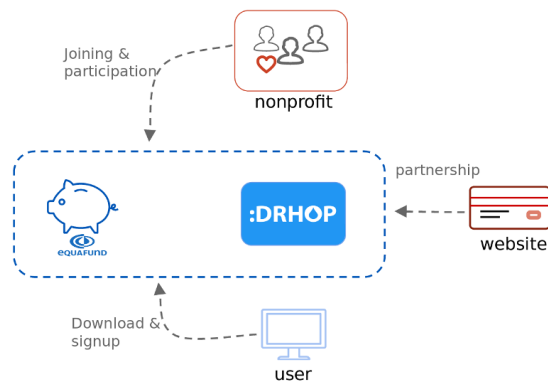 Joining &
participation
nonprofit
partnership
:DRHOP
eQUAFUND
website
Download &
signup
user